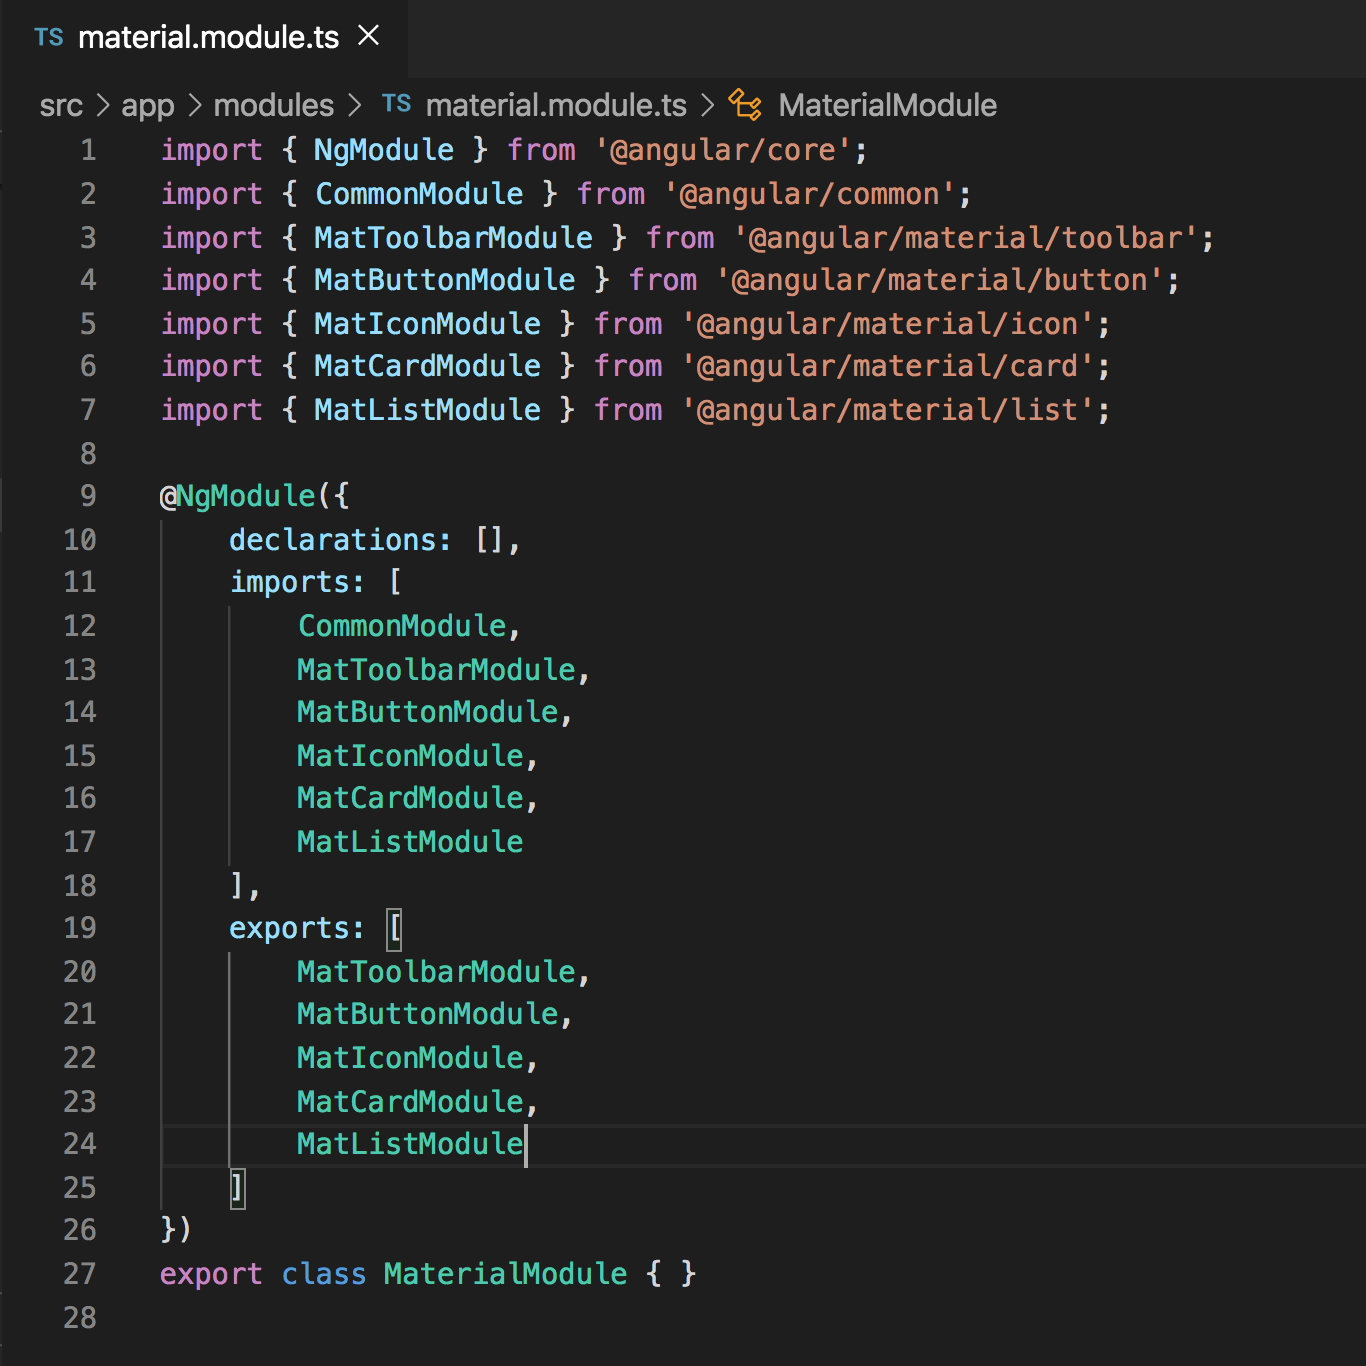 TS material.module.ts ×
src > app > modules > TS material.module.ts > MaterialModule
1 import { NgModule } from '@angular/core';
2 import { CommonModule } from '@angular/common';
3 import { MatToolbarModule } from '@angular/material/toolbar';
4 import { MatButtonModule } from '@angular/material/button';
5 import { MatIconModule } from '@angular/material/icon';
6 import { MatCardModule } from '@angular/material/card';
7 import { MatListModule } from '@angular/material/list';
8
9 @NgModule({
10     declarations: [],
11     imports: [
12         CommonModule,
13         MatToolbarModule,
14         MatButtonModule,
15         MatIconModule,
16         MatCardModule,
17         MatListModule
18     ],
19     exports: [
20         MatToolbarModule,
21         MatButtonModule,
22         MatIconModule,
23         MatCardModule,
24         MatListModule
25     ]
26 })
27 export class MaterialModule { }
28